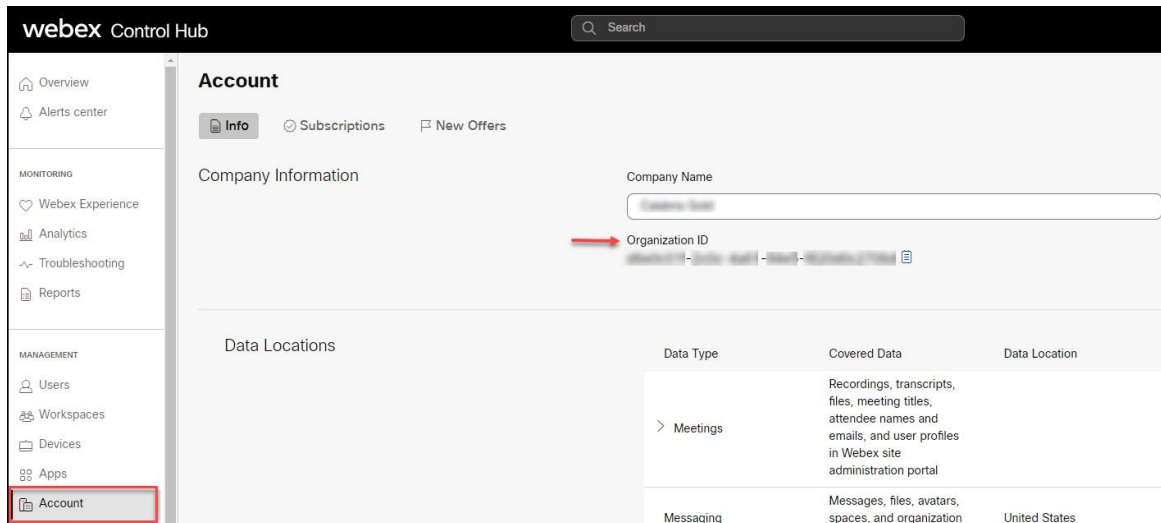 webex Control Hub
Search
Overview
Alerts center
MONITORING
Webex Experience
Analytics
Troubleshooting
Reports
MANAGEMENT
Users
Workspaces
Devices
Apps
Account
Account
Info
Subscriptions
New Offers
Company Information
Company Name
Organization ID
Data Locations
Data Type
Covered Data
Data Location
Meetings
Recordings, transcripts,
files, meeting titles,
attendee names and
emails, and user profiles
in Webex site
administration portal
Messaging
Messages, files, avatars,
spaces, and organization
United States